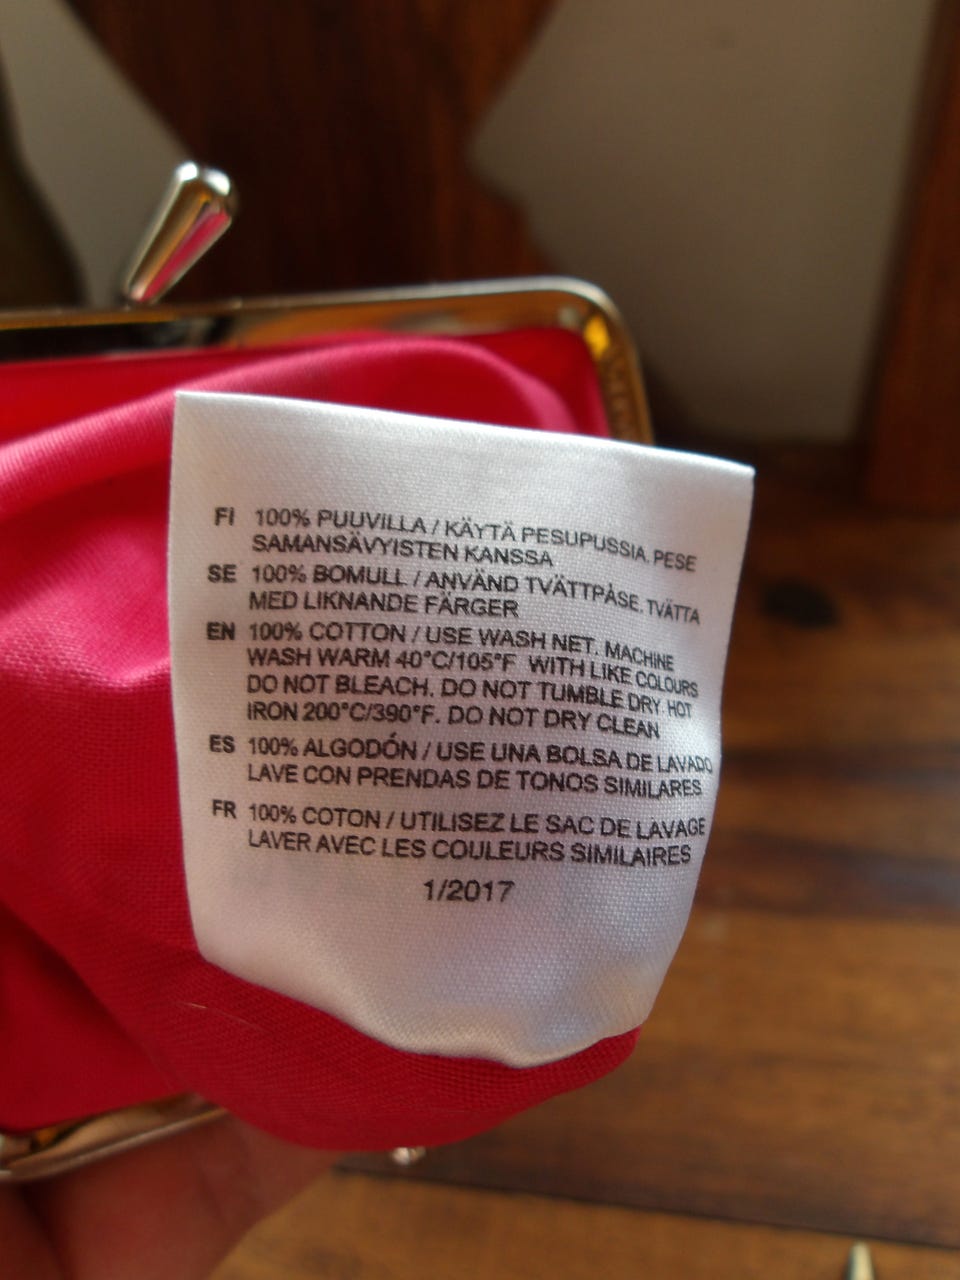 FI 100% PUUVILLA / KÄYTÄ PESUPUSSIA. PESE
SAMANSÄVYISTEN KANSSA
SE 100% BOMULL / ANVÄND TVÄTTPÅSE. TVÄTTA
MED LIKNANDE FÄRGER
EN 100% COTTON / USE WASH NET. MACHINE
WASH WARM 40°C/105°F WITH LIKE COLOURS
DO NOT BLEACH. DO NOT TUMBLE DRY. HOT
IRON 200°C/390°F. DO NOT DRY CLEAN
ES 100% ALGODÓN / USE UNA BOLSA DE LAVADO
LAVE CON PRENDAS DE TONOS SIMILARES
FR 100% COTON / UTILISEZ LE SAC DE LAVAGE
LAVER AVEC LES COULEURS SIMILAIRES
1/2017